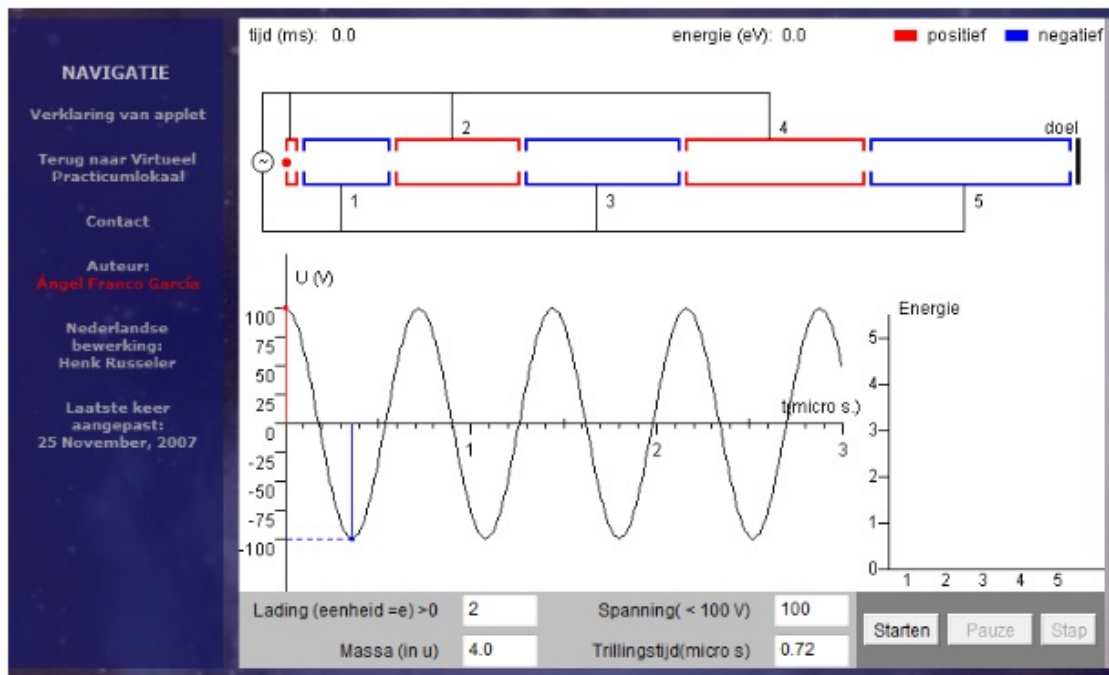 NAVIGATIE
Verklaring van applet
Terug naar Virtueel
Practicumlokaal
Contact
Auteur:
Ángel Franco García
Nederlandse
bewerking:
Henk Russeler
Laatste keer
aangepast:
25 November, 2007
tijd (ms): 0.0
energie (eV): 0.0
positief
negatief
2
4
doel
~
1
3
5
U (V)
100
75
50
25
0
-25
-50
-75
-100
t(micro s.)
1
2
3
Energie
5
4
3
2
1
0
1 2 3 4 5
Lading (eenheid =e) >0 2
Spanning( < 100 V) 100
Massa (in u) 4.0
Trillingstijd(micro s) 0.72
Starten
Pauze
Stap